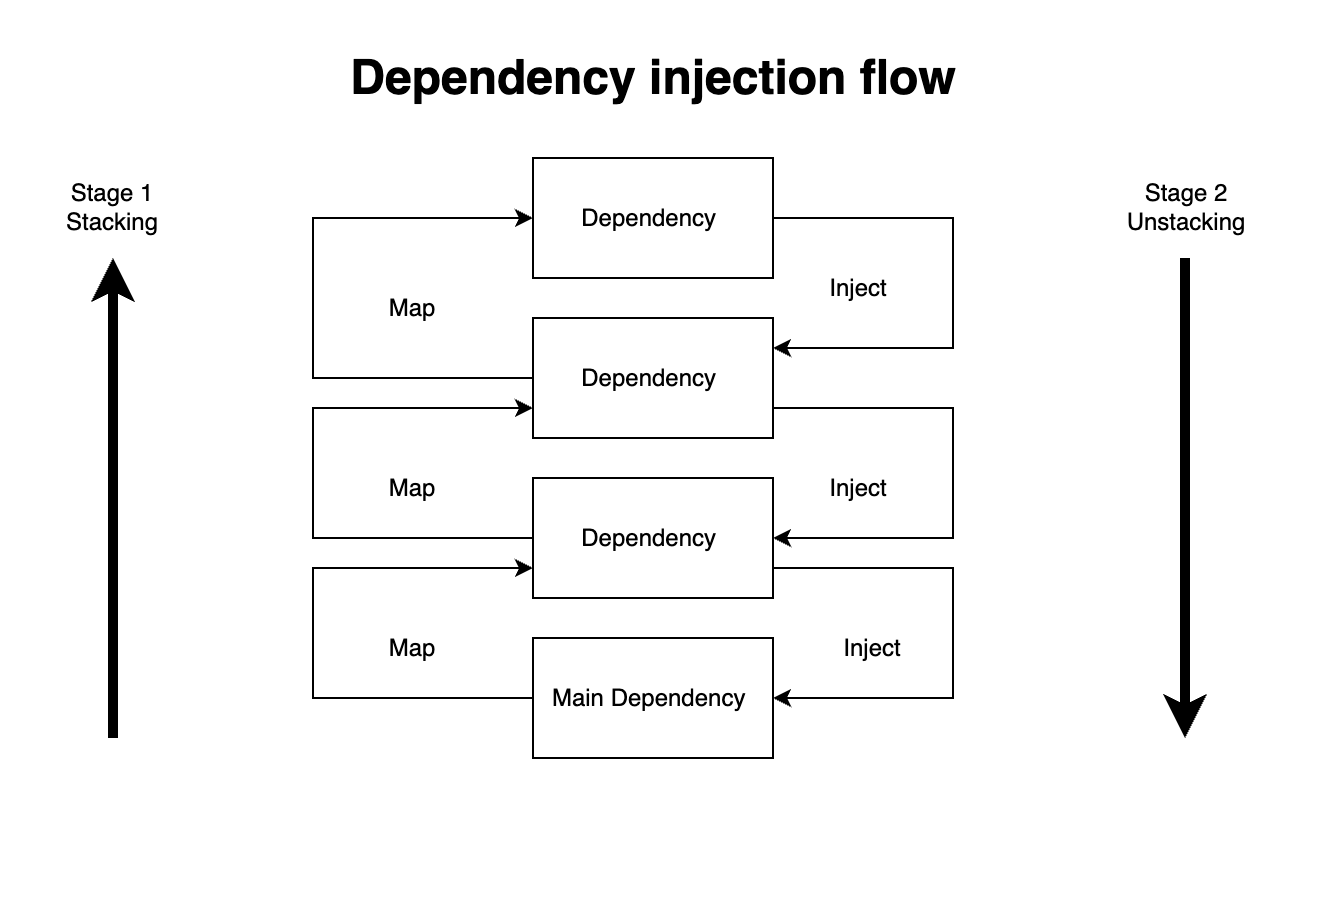 Dependency injection flow
Stage 1
Stacking
Stage 2
Unstacking
Dependency
Map
Inject
Dependency
Map
Inject
Dependency
Map
Inject
Main Dependency